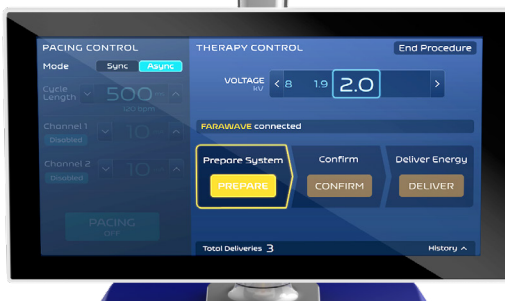 PACING CONTROL
Mode Sync Async
Cycle Length 500
120 bpm
Channel 1 10
Disabled
Channel 2 10
Disabled
PACING
OFF
THERAPY CONTROL
End Procedure
VOLTAGE kV < 8 1.9 2.0 >
FARAWAVE connected
Prepare System
PREPARE
Confirm
CONFIRM
Deliver Energy
DELIVER
Total Deliveries 3
History